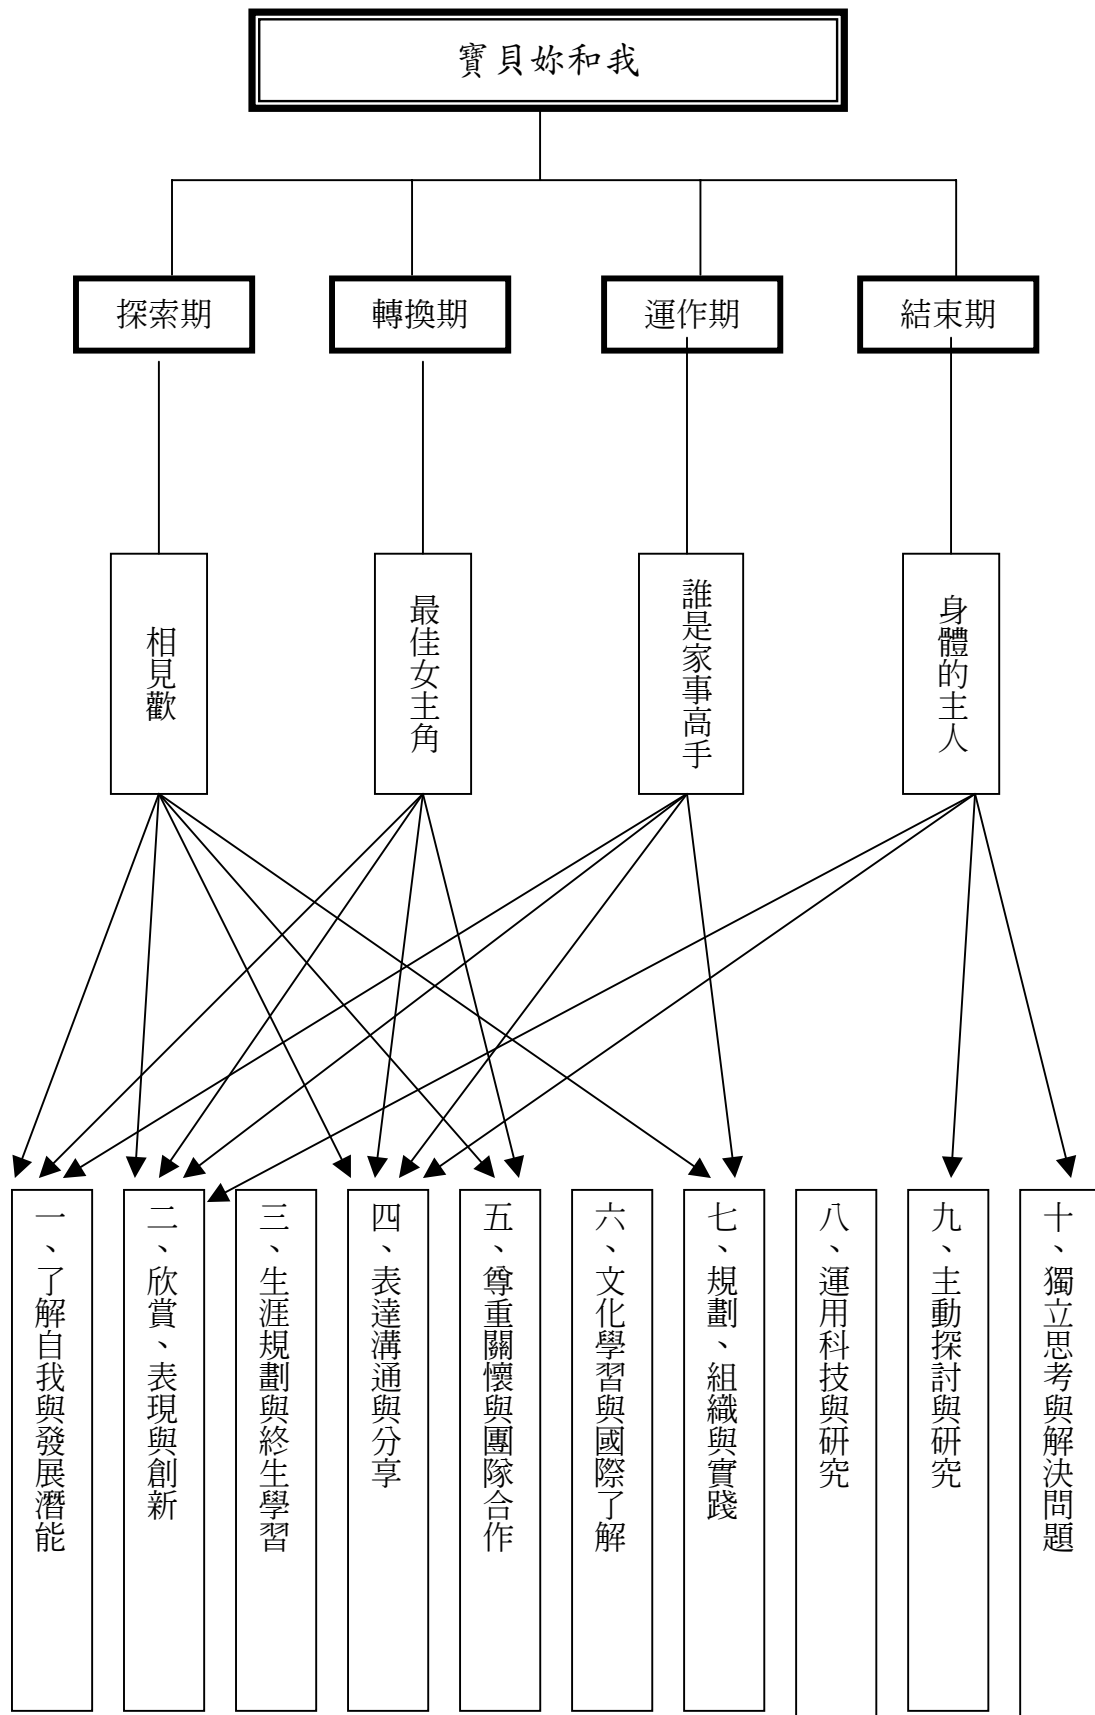 寶貝妳和我
探索期
轉換期
運作期
結束期
相見歡
最佳女主角
誰是家事高手
身體的主人
一、了解自我與發展潛能
二、欣賞、表現與創新
三、生涯規劃與終生學習
四、表達溝通與分享
五、尊重關懷與團隊合作
六、文化學習與國際了解
七、規劃、組織與實踐
八、運用科技與研究
九、主動探討與研究
十、獨立思考與解決問題